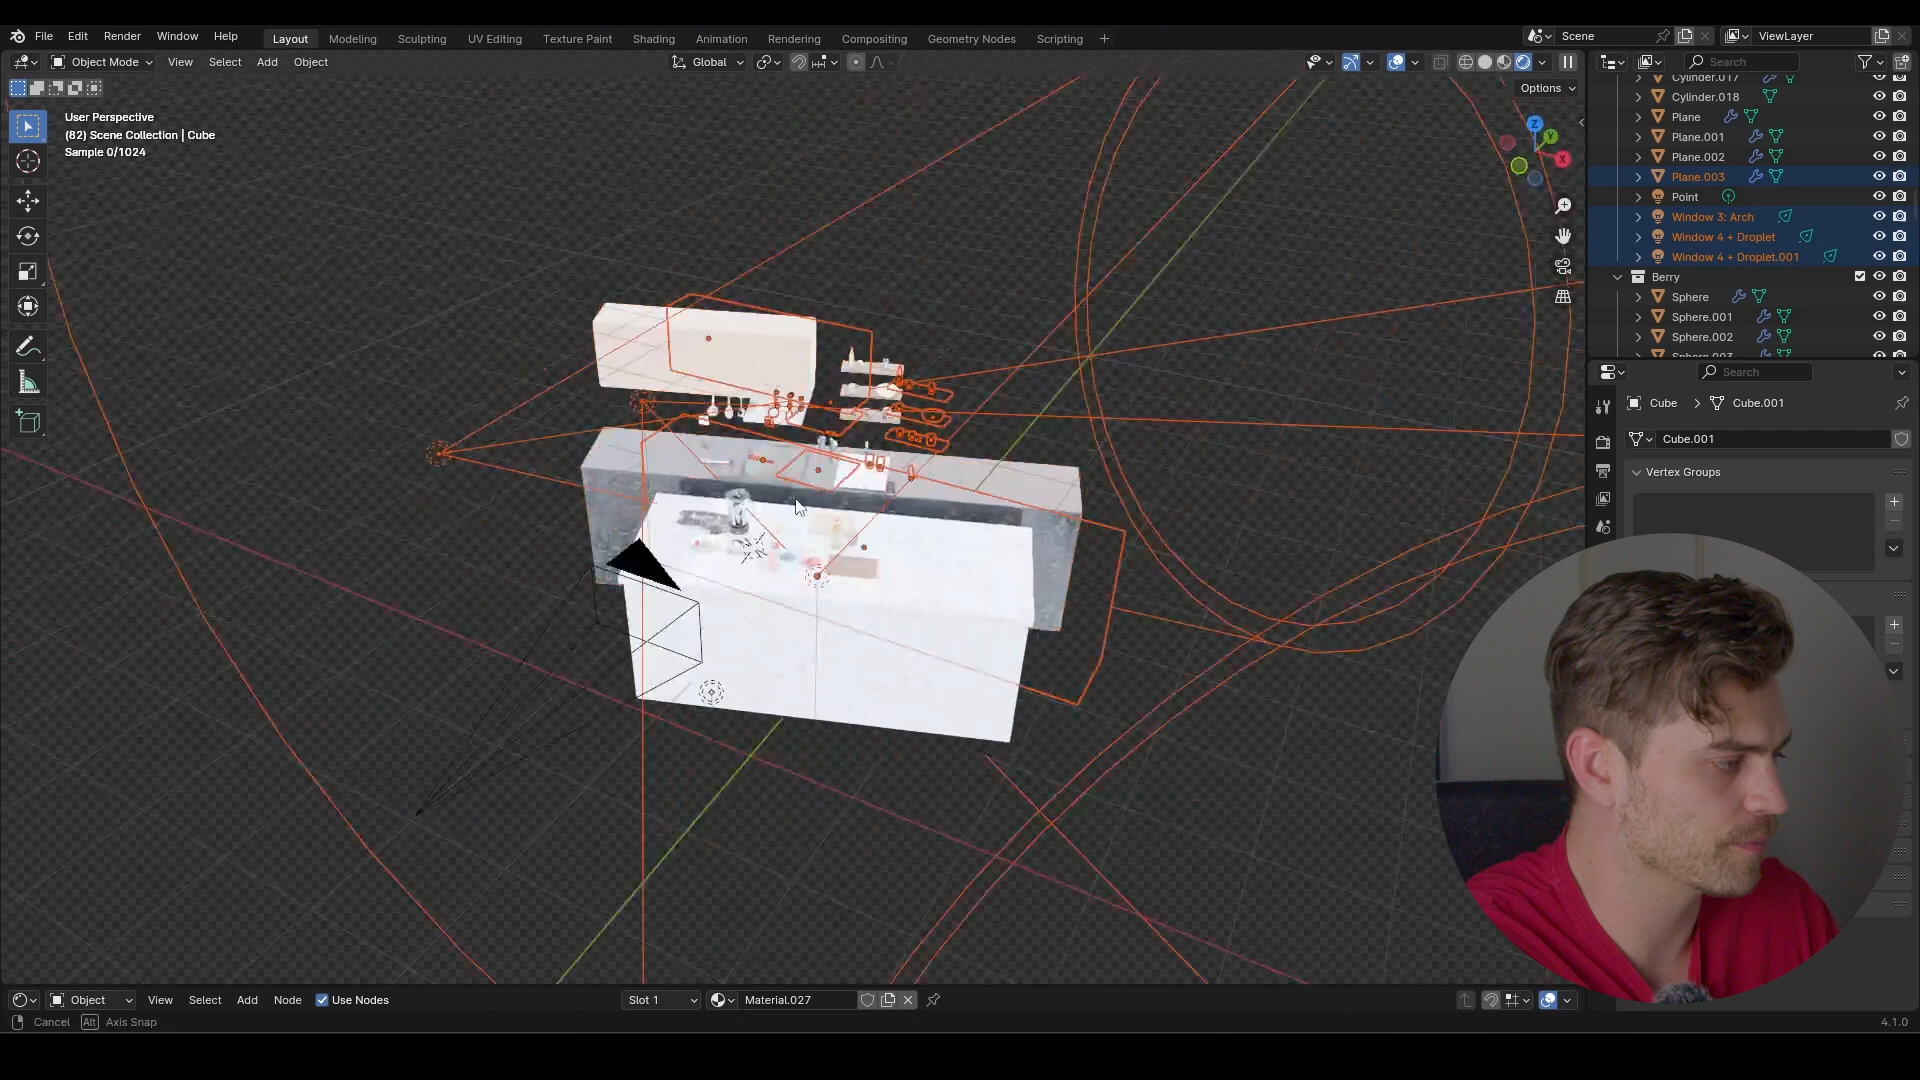 File Edit Render Window Help
Layout Modeling Sculpting UV Editing Texture Paint Shading Animation Rendering Compositing Geometry Nodes Scripting +
Scene
ViewLayer
Object Mode View Select Add Object
Global
Search
Options
User Perspective
(82) Scene Collection | Cube
Sample 0/1024
Z
Y
X
Cylinder.017
Cylinder.018
Plane
Plane.001
Plane.002
Plane.003
Point
Window 3: Arch
Window 4 + Droplet
Window 4 + Droplet.001
Berry
Sphere
Sphere.001
Sphere.002
Sphere.003
Search
Cube > Cube.001
Cube.001
Vertex Groups
Object View Select Add Node Use Nodes
Slot 1
Material.027
Cancel Alt Axis Snap
4.1.0